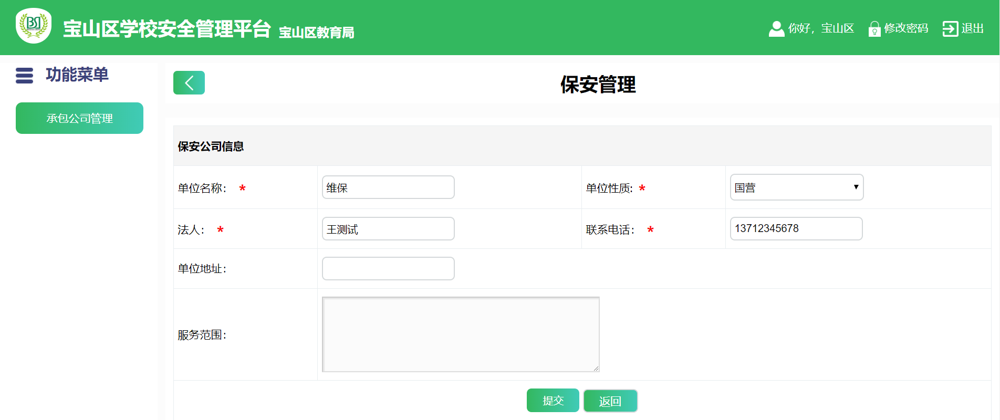 宝山区学校安全管理平台 宝山区教育局
你好，宝山区 修改密码 退出
功能菜单
承包公司管理
保安管理
保安公司信息
单位名称： * 维保 单位性质: * 国营
法人： * 王测试 联系电话： * 13712345678
单位地址：
服务范围：
提交 返回